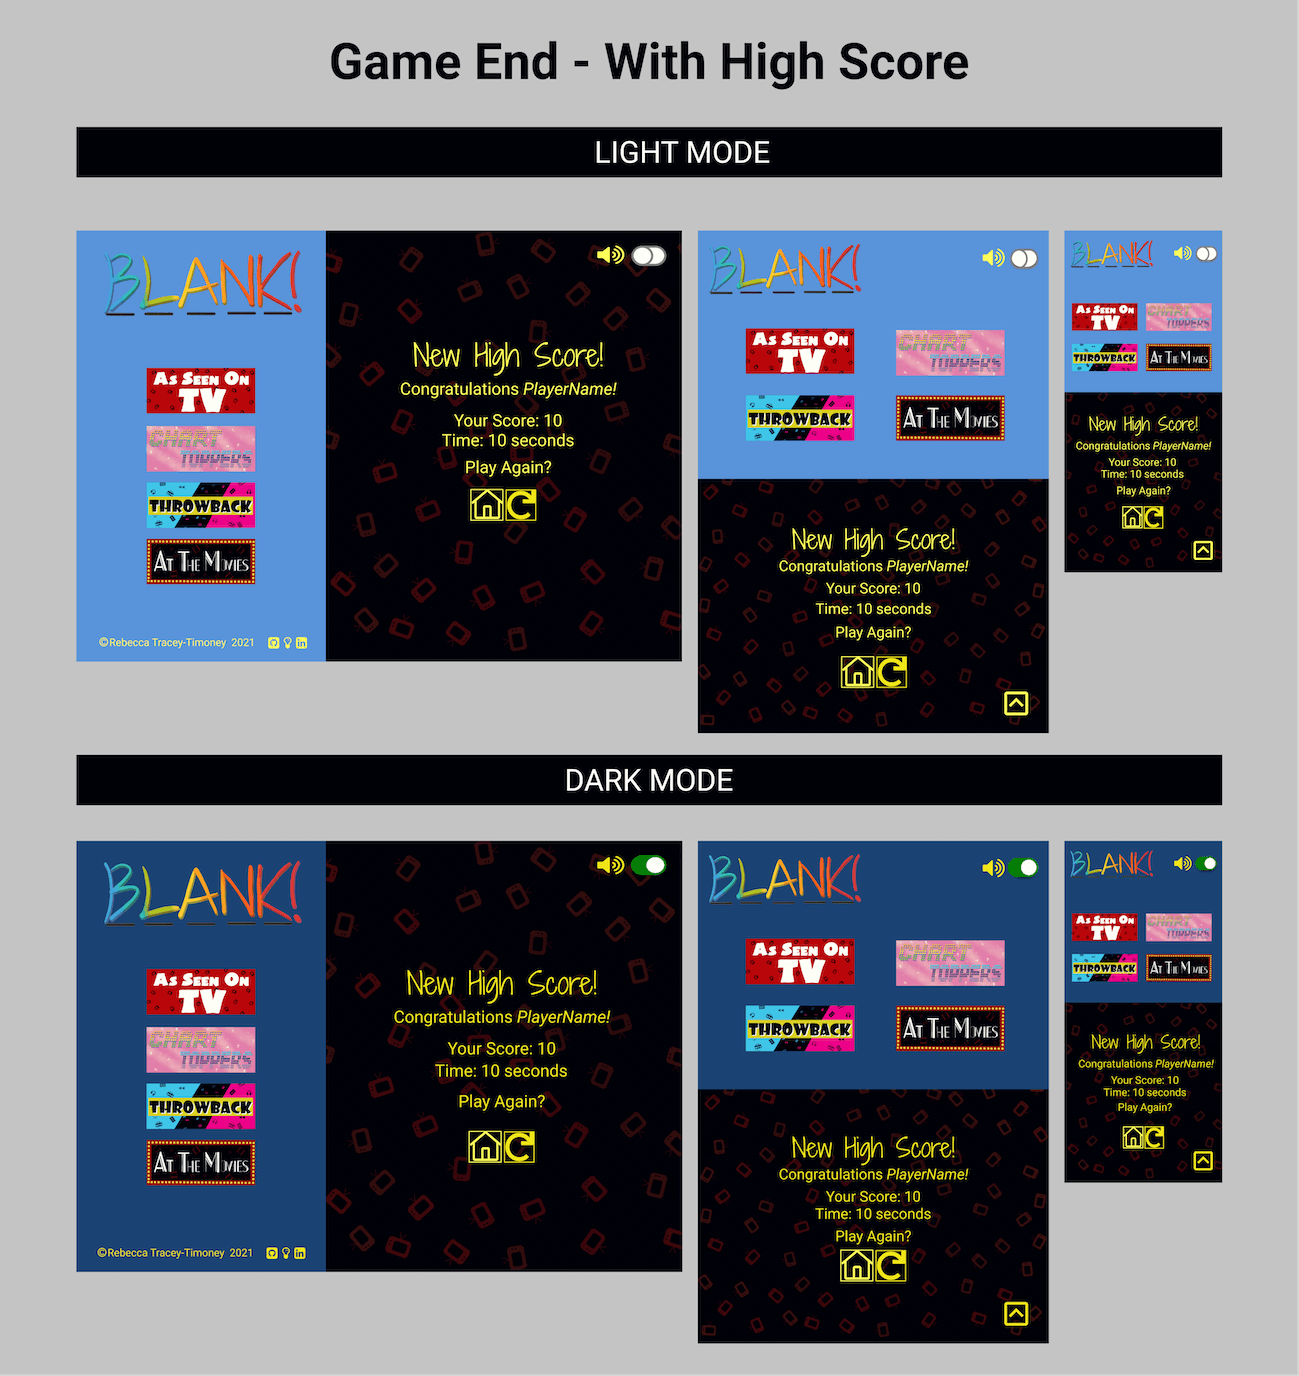 Game End - With High Score
LIGHT MODE
BLANK!
AS SEEN ON
TV
CHART
TOPPERS
THROWBACK
AT THE MOVIES
©Rebecca Tracey-Timoney 2021
New High Score!
Congratulations PlayerName!
Your Score: 10
Time: 10 seconds
Play Again?
BLANK!
AS SEEN ON
TV
CHART
TOPPERS
THROWBACK
AT THE MOVIES
New High Score!
Congratulations PlayerName!
Your Score: 10
Time: 10 seconds
Play Again?
BLANK!
AS SEEN ON
TV
CHART
TOPPERS
THROWBACK
AT THE MOVIES
New High Score!
Congratulations PlayerName!
Your Score: 10
Time: 10 seconds
Play Again?
DARK MODE
BLANK!
AS SEEN ON
TV
CHART
TOPPERS
THROWBACK
AT THE MOVIES
©Rebecca Tracey-Timoney 2021
New High Score!
Congratulations PlayerName!
Your Score: 10
Time: 10 seconds
Play Again?
BLANK!
AS SEEN ON
TV
CHART
TOPPERS
THROWBACK
AT THE MOVIES
New High Score!
Congratulations PlayerName!
Your Score: 10
Time: 10 seconds
Play Again?
BLANK!
AS SEEN ON
TV
CHART
TOPPERS
THROWBACK
AT THE MOVIES
New High Score!
Congratulations PlayerName!
Your Score: 10
Time: 10 seconds
Play Again?